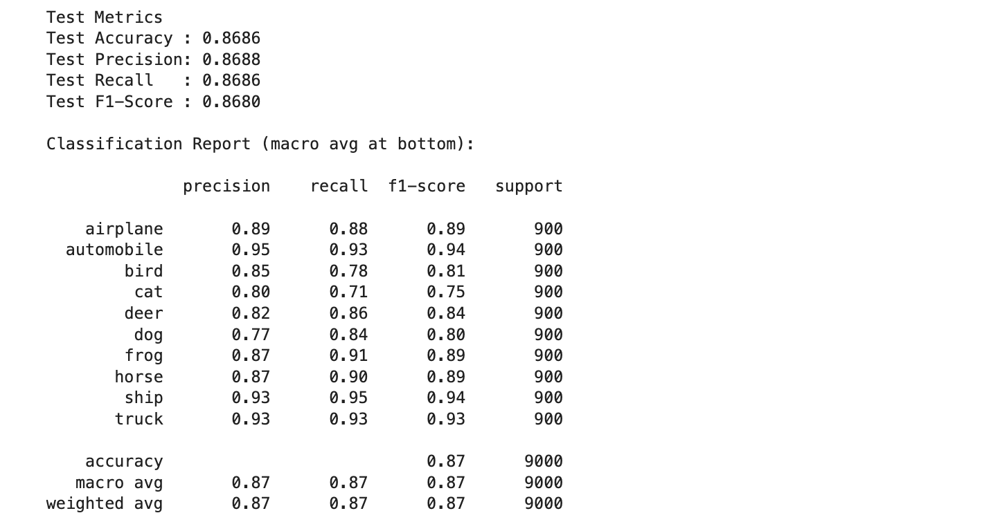 Test Metrics
Test Accuracy : 0.8686
Test Precision: 0.8688
Test Recall   : 0.8686
Test F1-Score : 0.8680

Classification Report (macro avg at bottom):

              precision    recall  f1-score   support

    airplane       0.89      0.88      0.89       900
  automobile       0.95      0.93      0.94       900
        bird       0.85      0.78      0.81       900
         cat       0.80      0.71      0.75       900
        deer       0.82      0.86      0.84       900
         dog       0.77      0.84      0.80       900
        frog       0.87      0.91      0.89       900
       horse       0.87      0.90      0.89       900
        ship       0.93      0.95      0.94       900
       truck       0.93      0.93      0.93       900

    accuracy                           0.87      9000
   macro avg       0.87      0.87      0.87      9000
weighted avg       0.87      0.87      0.87      9000